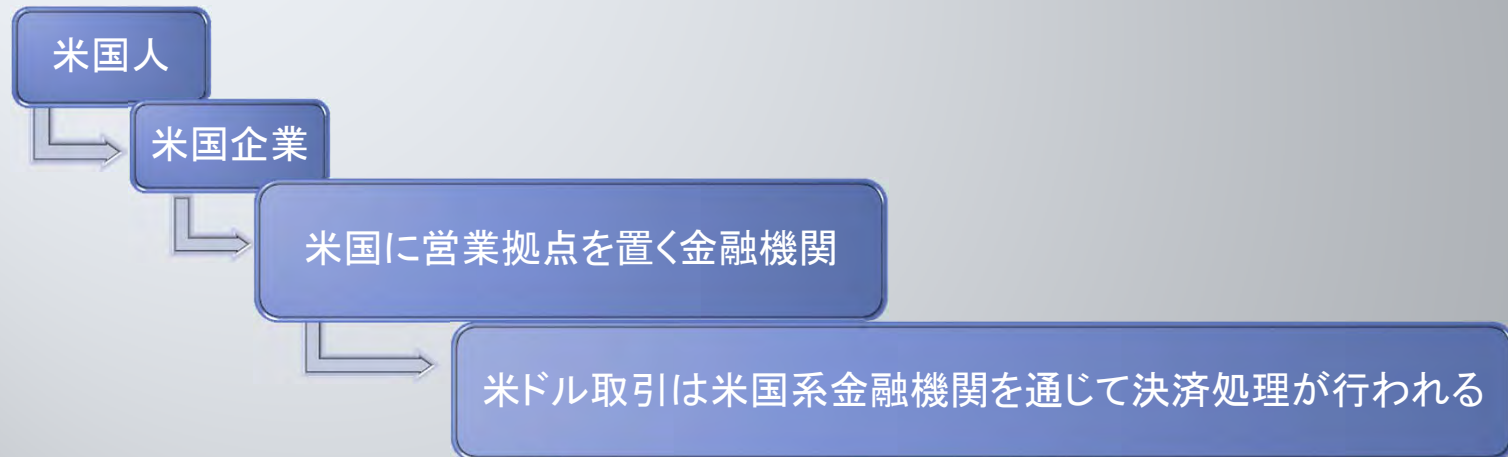 米国人
米国企業
米国に営業拠点を置く金融機関
米ドル取引は米国系金融機関を通じて決済処理が行われる